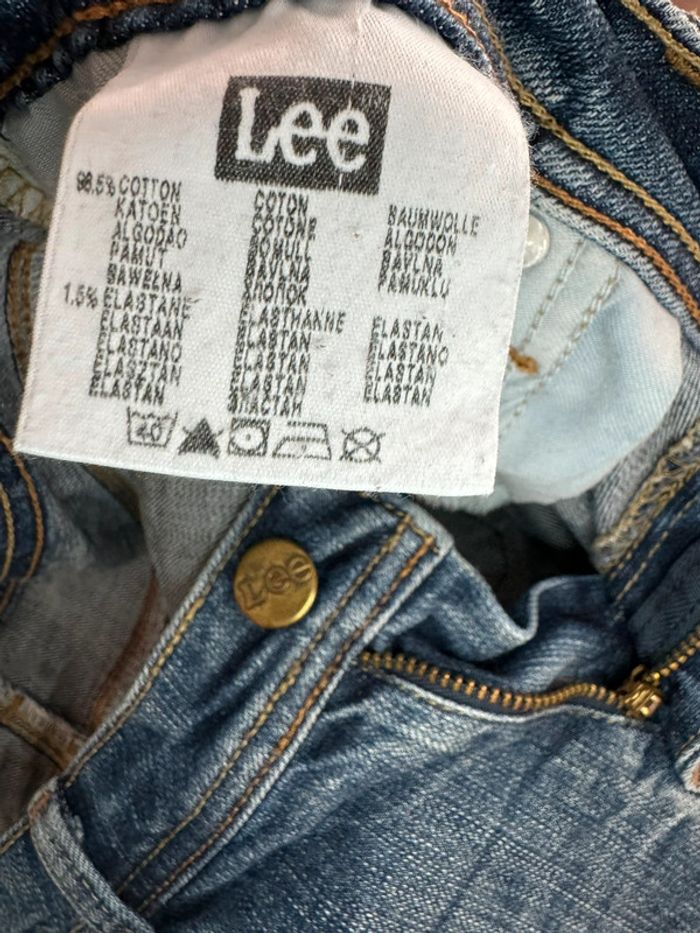 Lee
98.5% COTTON
KATOEN
ALGODAO
PAMUT
BAWEŁNA
1.5% ELASTANE
ELASTAAN
ELASTANO
ELASZTAN
ELASTAN
COTON
COTONE
BOMULL
BAVLNA
ХЛОПОК
ELASTHANNE
ELASTAN
ELASTAN
ELASTAN
ЭЛАСТАН
BAUMWOLLE
ALGODON
BAVLNA
PAMUKLU
ELASTAN
ELASTANO
ELASTAN
ELASTAN
40
Lee